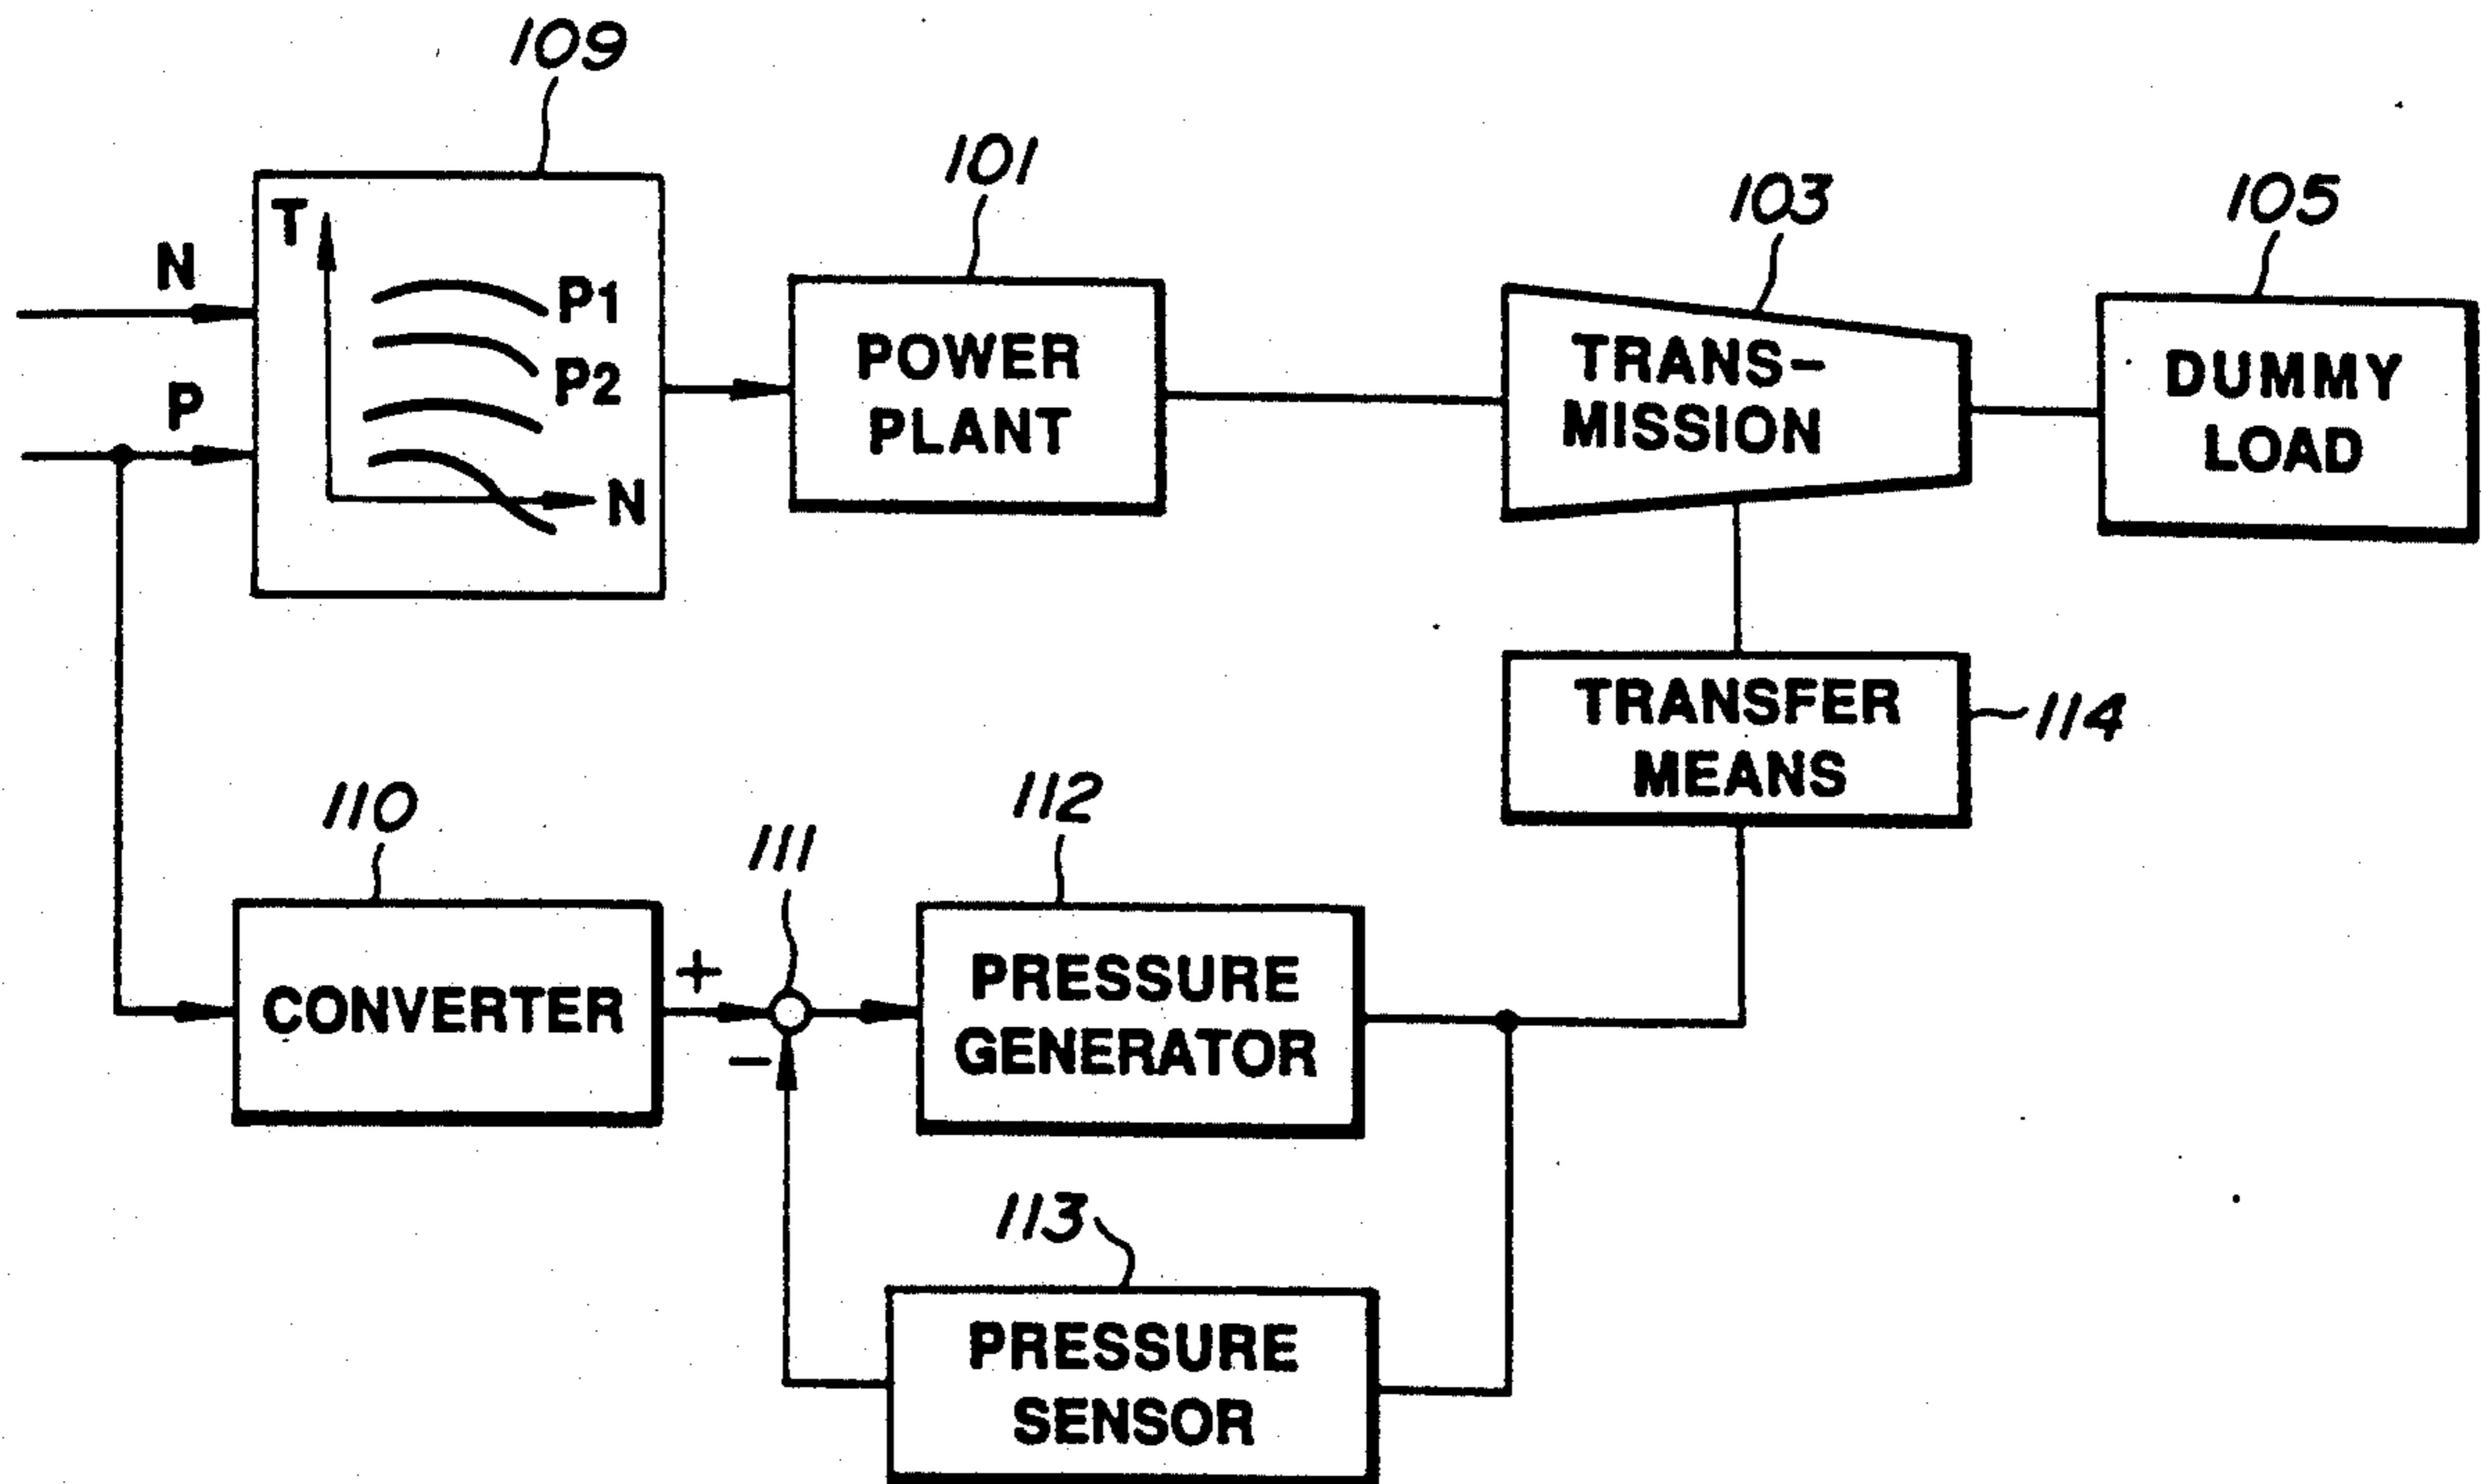 109
101
103
105
T
N
P1
P2
P
N
POWER
PLANT
TRANS-
MISSION
DUMMY
LOAD
TRANSFER
MEANS
114
110
111
112
+
CONVERTER
−
PRESSURE
GENERATOR
113
PRESSURE
SENSOR